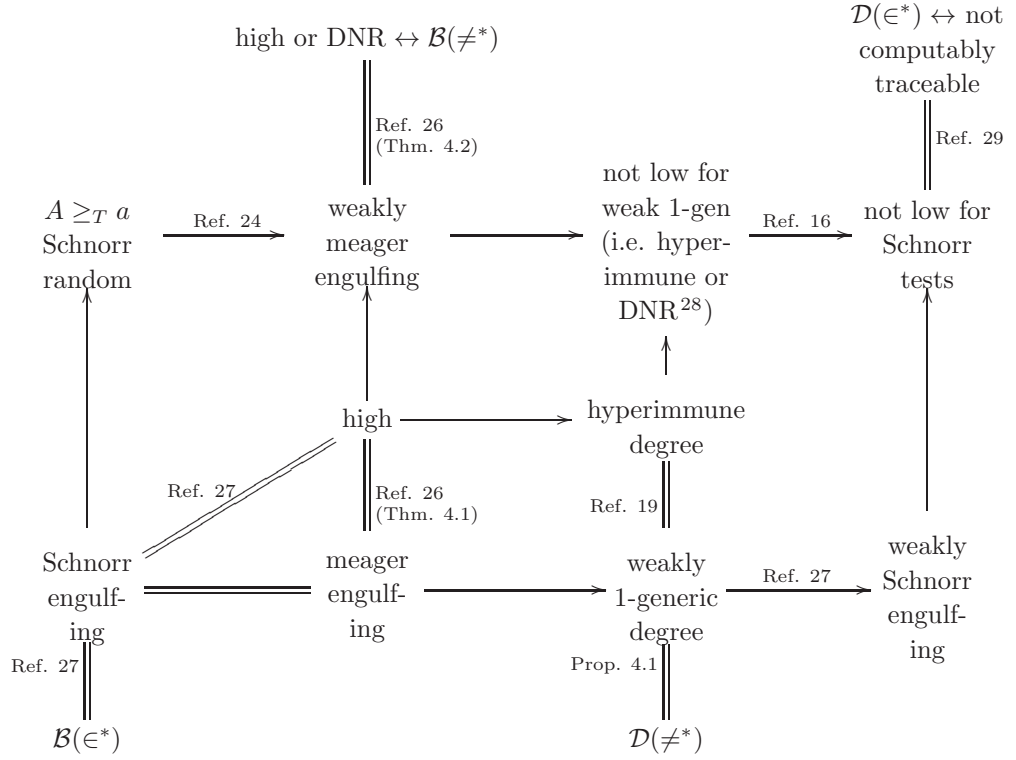 high or DNR ↔ 𝓑(≠*)
𝓓(∈*) ↔ not
computably
traceable
Ref. 26
(Thm. 4.2)
Ref. 29
A ≥_T a
Schnorr
random
Ref. 24
weakly
meager
engulfing
not low for
weak 1-gen
(i.e. hyper-
immune or
DNR²⁸)
Ref. 16
not low for
Schnorr
tests
high
hyperimmune
degree
Ref. 27
Ref. 26
(Thm. 4.1)
Ref. 19
Schnorr
engulf-
ing
meager
engulf-
ing
weakly
1-generic
degree
Ref. 27
weakly
Schnorr
engulf-
ing
Ref. 27
Prop. 4.1
𝓑(∈*)
𝓓(≠*)